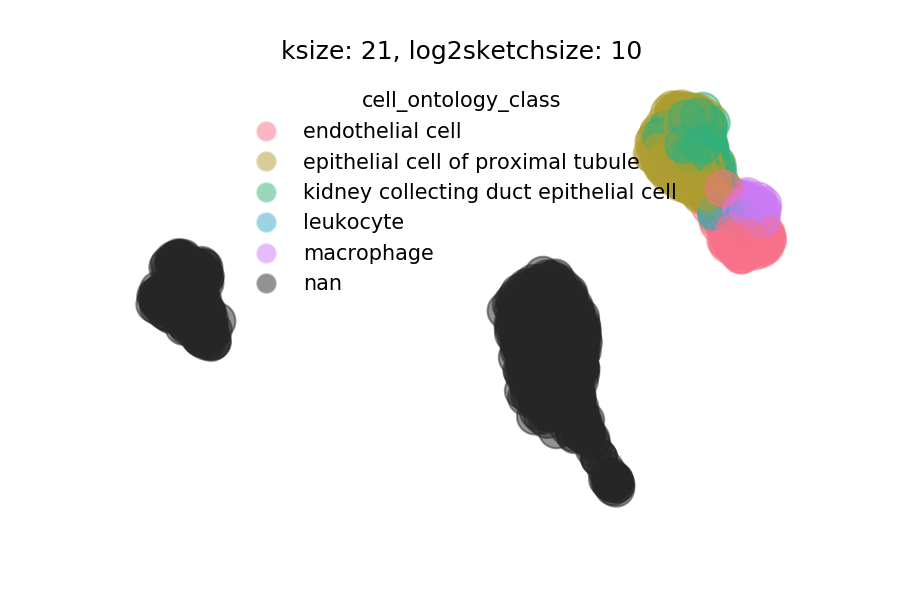 ksize: 21, log2sketchsize: 10
cell_ontology_class
endothelial cell
epithelial cell of proximal tubule
kidney collecting duct epithelial cell
leukocyte
macrophage
nan